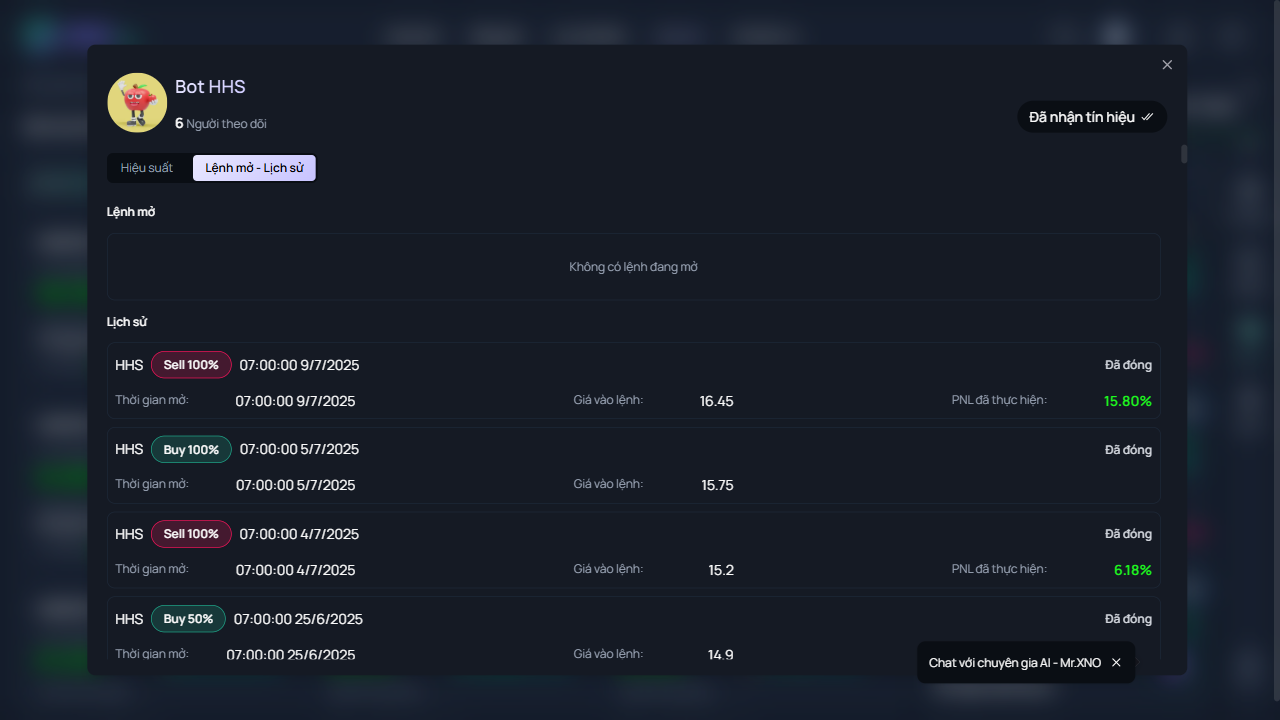 Bot HHS
6 Người theo dõi
Đã nhận tín hiệu
Hiệu suất Lệnh mở - Lịch sử
Lệnh mở
Không có lệnh đang mở
Lịch sử
HHS Sell 100% 07:00:00 9/7/2025 Đã đóng
Thời gian mở: 07:00:00 9/7/2025 Giá vào lệnh: 16.45 PNL đã thực hiện: 15.80%
HHS Buy 100% 07:00:00 5/7/2025 Đã đóng
Thời gian mở: 07:00:00 5/7/2025 Giá vào lệnh: 15.75
HHS Sell 100% 07:00:00 4/7/2025 Đã đóng
Thời gian mở: 07:00:00 4/7/2025 Giá vào lệnh: 15.2 PNL đã thực hiện: 6.18%
HHS Buy 50% 07:00:00 25/6/2025 Đã đóng
Thời gian mở: 07:00:00 25/6/2025 Giá vào lệnh: 14.9
Chat với chuyên gia AI - Mr.XNO